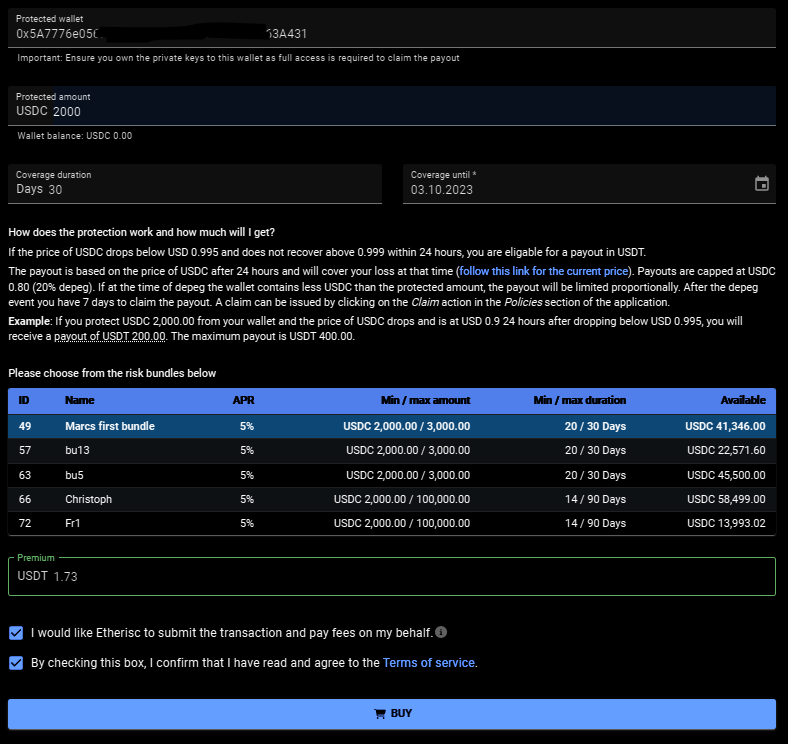 Protected wallet
0x5A7776e05 63A431
Important: Ensure you own the private keys to this wallet as full access is required to claim the payout
Protected amount
USDC 2000
Wallet balance: USDC 0.00
Coverage duration
Days 30
Coverage until *
03.10.2023
How does the protection work and how much will I get?
If the price of USDC drops below USD 0.995 and does not recover above 0.999 within 24 hours, you are eligable for a payout in USDT.
The payout is based on the price of USDC after 24 hours and will cover your loss at that time (follow this link for the current price). Payouts are capped at USDC
0.80 (20% depeg). If at the time of depeg the wallet contains less USDC than the protected amount, the payout will be limited proportionally. After the depeg
event you have 7 days to claim the payout. A claim can be issued by clicking on the Claim action in the Policies section of the application.
Example: If you protect USDC 2,000.00 from your wallet and the price of USDC drops and is at USD 0.9 24 hours after dropping below USD 0.995, you will
receive a payout of USDT 200.00. The maximum payout is USDT 400.00.
Please choose from the risk bundles below
ID Name APR Min / max amount Min / max duration Available
49 Marcs first bundle 5% USDC 2,000.00 / 3,000.00 20 / 30 Days USDC 41,346.00
57 bu13 5% USDC 2,000.00 / 3,000.00 20 / 30 Days USDC 22,571.60
63 bu5 5% USDC 2,000.00 / 3,000.00 20 / 30 Days USDC 45,500.00
66 Christoph 5% USDC 2,000.00 / 100,000.00 14 / 90 Days USDC 58,499.00
72 Fr1 5% USDC 2,000.00 / 100,000.00 14 / 90 Days USDC 13,993.02
Premium
USDT 1.73
I would like Etherisc to submit the transaction and pay fees on my behalf.
By checking this box, I confirm that I have read and agree to the Terms of service.
BUY